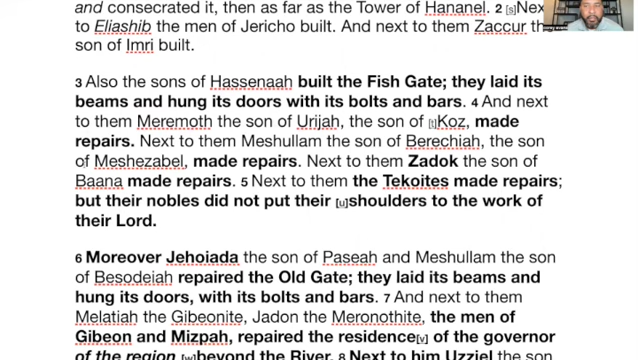 and consecrated it, then as far as the Tower of Hananel. 2 [s]Nex
to Eliashib the men of Jericho built. And next to them Zaccur the
son of Imri built.
3 Also the sons of Hassenaah built the Fish Gate; they laid its
beams and hung its doors with its bolts and bars. 4 And next
to them Meremoth the son of Urijah, the son of [t]Koz, made
repairs. Next to them Meshullam the son of Berechiah, the son
of Meshezabel, made repairs. Next to them Zadok the son of
Baana made repairs. 5 Next to them the Tekoites made repairs;
but their nobles did not put their [u]shoulders to the work of
their Lord.
6 Moreover Jehoiada the son of Paseah and Meshullam the son
of Besodeiah repaired the Old Gate; they laid its beams and
hung its doors, with its bolts and bars. 7 And next to them
Melatiah the Gibeonite, Jadon the Meronothite, the men of
Gibeon and Mizpah, repaired the residence[v] of the governor
of the region [w]beyond the River. 8 Next to him Uzziel the son